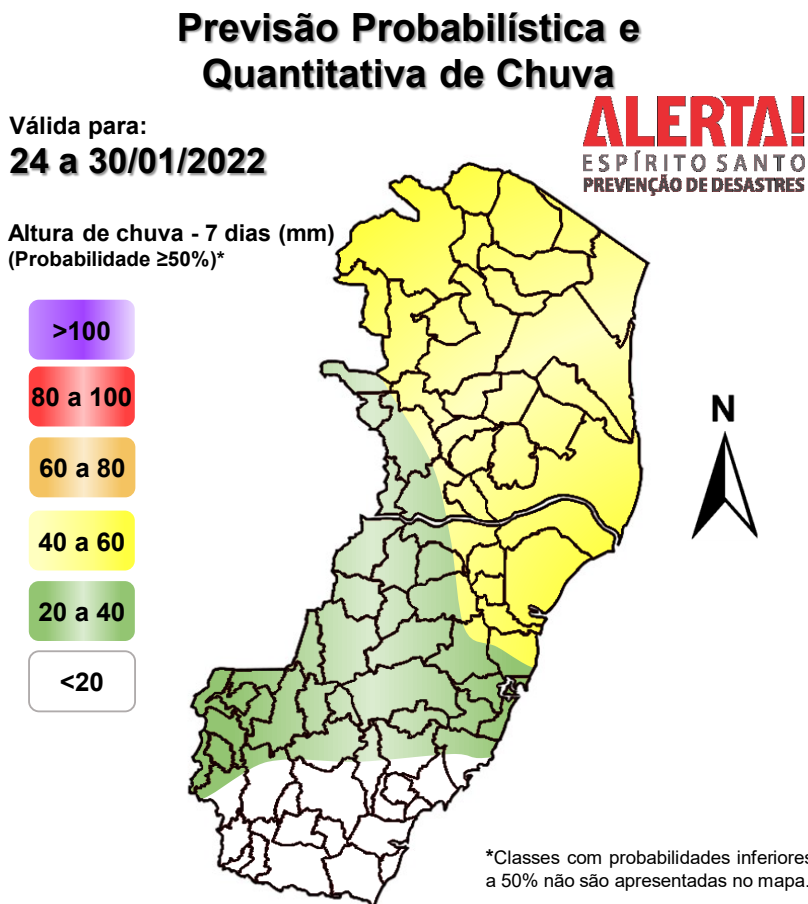 Previsão Probabilística e
Quantitativa de Chuva
Válida para:
24 a 30/01/2022
ALERTA!
ESPÍRITO SANTO
PREVENÇÃO DE DESASTRES
Altura de chuva - 7 dias (mm)
(Probabilidade ≥50%)*
>100
80 a 100
60 a 80
40 a 60
20 a 40
<20
N
*Classes com probabilidades inferiores
a 50% não são apresentadas no mapa.